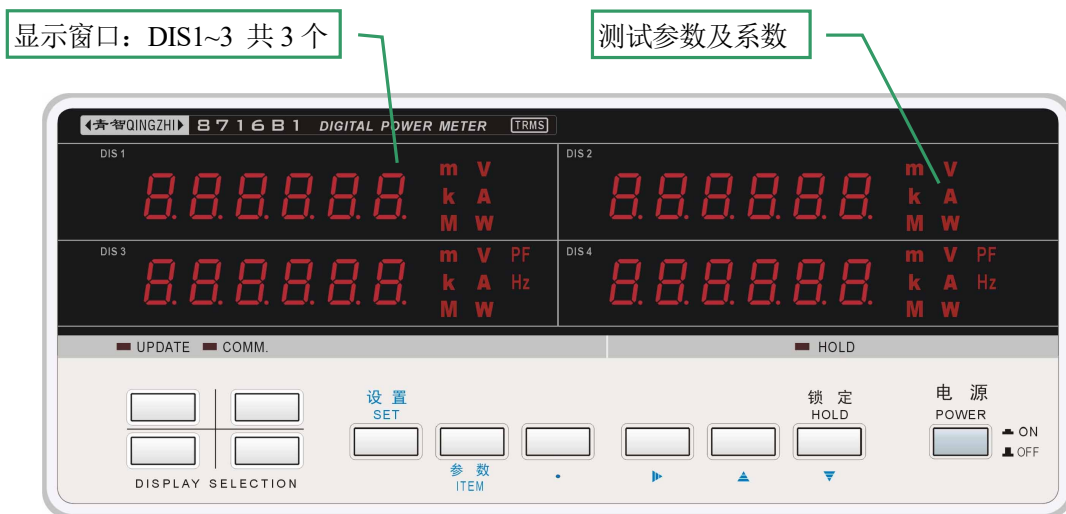 显示窗口：DIS1~3 共 3 个
测试参数及系数
青智QINGZHI 8716B1 DIGITAL POWER METER TRMS
DIS 1
8.8.8.8.8.8.
m V
k A
M W
DIS 2
8.8.8.8.8.8.
m V
k A
M W
DIS 3
8.8.8.8.8.8.
m V PF
k A Hz
M W
DIS 4
8.8.8.8.8.8.
m V PF
k A Hz
M W
UPDATE COMM.
HOLD
设置
SET
锁定
HOLD
电源
POWER
ON
OFF
参数
ITEM
DISPLAY SELECTION